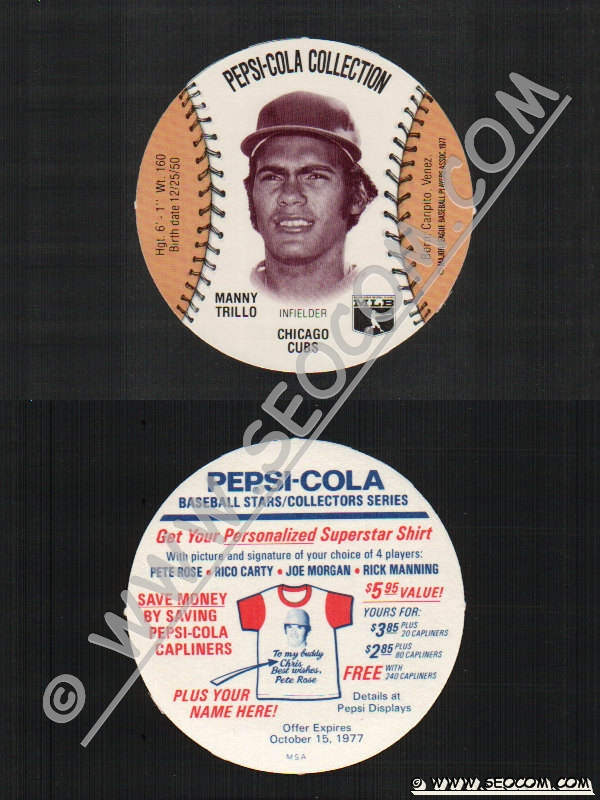 PEPSI-COLA COLLECTION
Hgt. 6' - 1" Wt. 160
Birth date 12/25/50
Born: Caripito, Venez.
© MAJOR LEAGUE BASEBALL PLAYERS ASSOC. 1977
MANNY
TRILLO
INFIELDER
CHICAGO
CUBS
MLB
PEPSI-COLA
BASEBALL STARS/COLLECTORS SERIES
Get Your Personalized Superstar Shirt
With picture and signature of your choice of 4 players:
PETE ROSE • RICO CARTY • JOE MORGAN • RICK MANNING
SAVE MONEY
BY SAVING
PEPSI-COLA
CAPLINERS
To my buddy
Chris
Best wishes,
Pete Rose
$5.95 VALUE!
YOURS FOR:
$3.85 PLUS 20 CAPLINERS
$2.85 PLUS 80 CAPLINERS
FREE WITH 240 CAPLINERS
PLUS YOUR
NAME HERE!
Details at
Pepsi Displays
Offer Expires
October 15, 1977
MSA
© WWW.SEOCOM.COM
© WWW.SEOCOM.COM